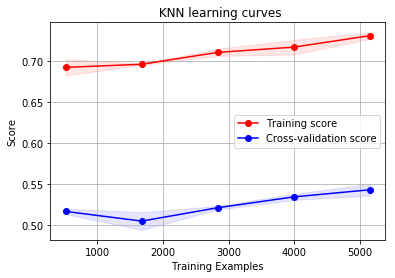 KNN learning curves
0.70
0.65
0.60
0.55
0.50
Score
Training score
Cross-validation score
1000 2000 3000 4000 5000
Training Examples